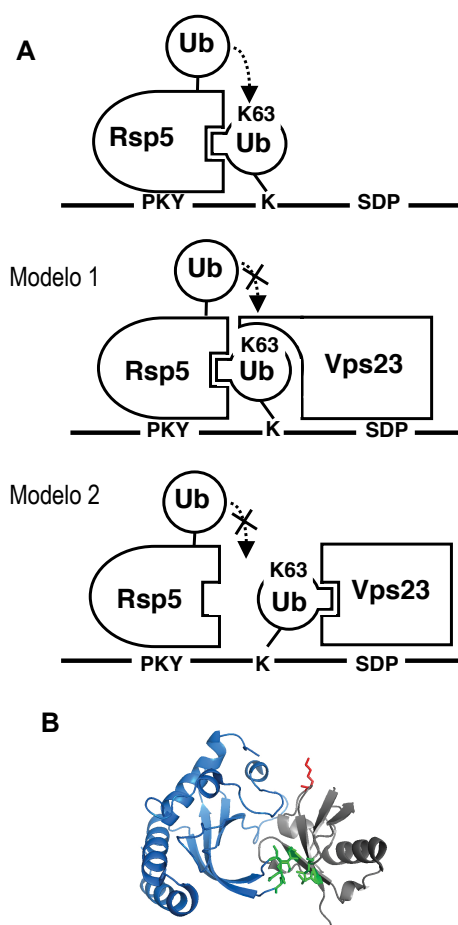 A
Ub
K63
Rsp5
Ub
PKY K SDP
Modelo 1
Ub
K63
Rsp5
Ub
Vps23
PKY K SDP
Modelo 2
Ub
K63
Rsp5
Ub
Vps23
PKY K SDP
B